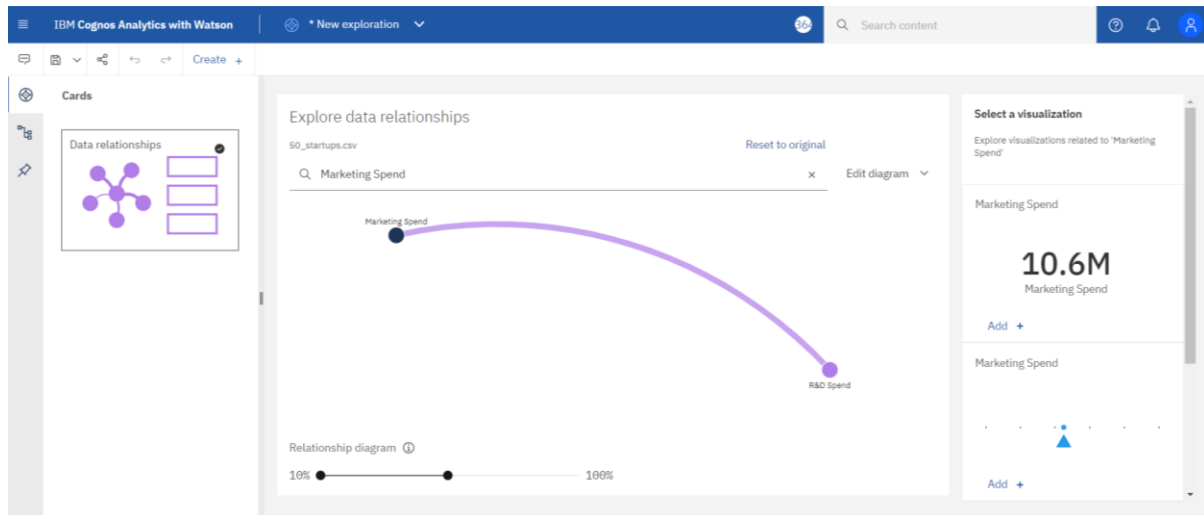 IBM Cognos Analytics with Watson
* New exploration
364
Search content
Create +
Cards
Data relationships
Explore data relationships
50_startups.csv
Reset to original
Marketing Spend
Edit diagram
Marketing Spend
R&D Spend
Relationship diagram
10%
100%
Select a visualization
Explore visualizations related to 'Marketing
Spend'
Marketing Spend
10.6M
Marketing Spend
Add +
Marketing Spend
Add +